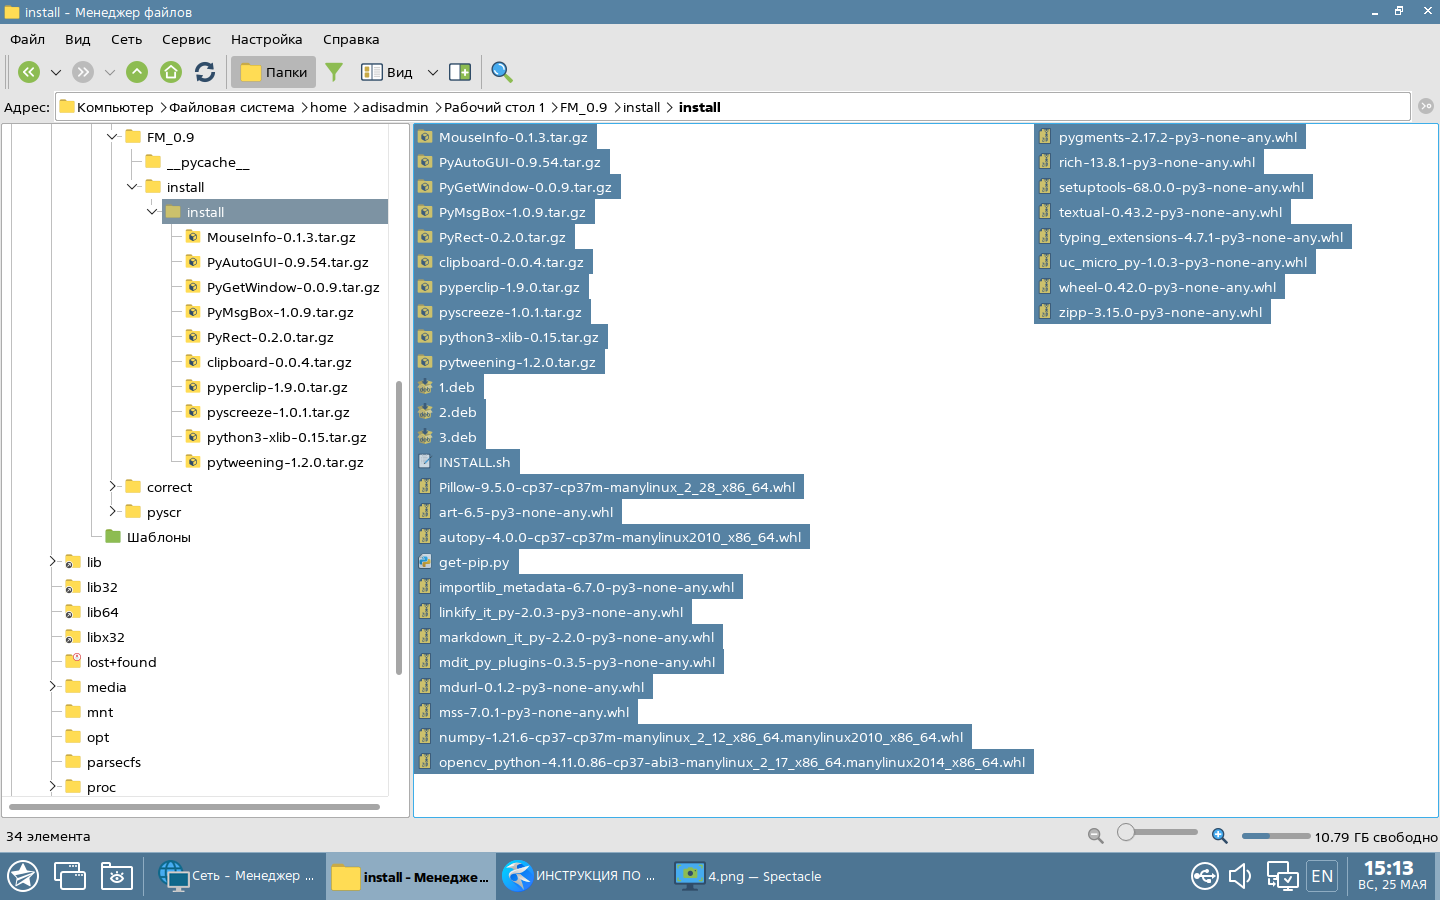 install – Менеджер файлов
Файл Вид Сеть Сервис Настройка Справка
Папки Вид
Адрес: Компьютер Файловая система home adisadmin Рабочий стол 1 FM_0.9 install install
FM_0.9
__pycache__
install
install
MouseInfo-0.1.3.tar.gz
PyAutoGUI-0.9.54.tar.gz
PyGetWindow-0.0.9.tar.gz
PyMsgBox-1.0.9.tar.gz
PyRect-0.2.0.tar.gz
clipboard-0.0.4.tar.gz
pyperclip-1.9.0.tar.gz
pyscreeze-1.0.1.tar.gz
python3-xlib-0.15.tar.gz
pytweening-1.2.0.tar.gz
correct
pyscr
Шаблоны
lib
lib32
lib64
libx32
lost+found
media
mnt
opt
parsecfs
proc
MouseInfo-0.1.3.tar.gz
PyAutoGUI-0.9.54.tar.gz
PyGetWindow-0.0.9.tar.gz
PyMsgBox-1.0.9.tar.gz
PyRect-0.2.0.tar.gz
clipboard-0.0.4.tar.gz
pyperclip-1.9.0.tar.gz
pyscreeze-1.0.1.tar.gz
python3-xlib-0.15.tar.gz
pytweening-1.2.0.tar.gz
1.deb
2.deb
3.deb
INSTALL.sh
Pillow-9.5.0-cp37-cp37m-manylinux_2_28_x86_64.whl
art-6.5-py3-none-any.whl
autopy-4.0.0-cp37-cp37m-manylinux2010_x86_64.whl
get-pip.py
importlib_metadata-6.7.0-py3-none-any.whl
linkify_it_py-2.0.3-py3-none-any.whl
markdown_it_py-2.2.0-py3-none-any.whl
mdit_py_plugins-0.3.5-py3-none-any.whl
mdurl-0.1.2-py3-none-any.whl
mss-7.0.1-py3-none-any.whl
numpy-1.21.6-cp37-cp37m-manylinux_2_12_x86_64.manylinux2010_x86_64.whl
opencv_python-4.11.0.86-cp37-abi3-manylinux_2_17_x86_64.manylinux2014_x86_64.whl
pygments-2.17.2-py3-none-any.whl
rich-13.8.1-py3-none-any.whl
setuptools-68.0.0-py3-none-any.whl
textual-0.43.2-py3-none-any.whl
typing_extensions-4.7.1-py3-none-any.whl
uc_micro_py-1.0.3-py3-none-any.whl
wheel-0.42.0-py3-none-any.whl
zipp-3.15.0-py3-none-any.whl
34 элемента
10.79 ГБ свободно
Сеть – Менеджер ...
install – Менедже...
ИНСТРУКЦИЯ ПО ...
4.png — Spectacle
EN
15:13
ВС, 25 МАЯ